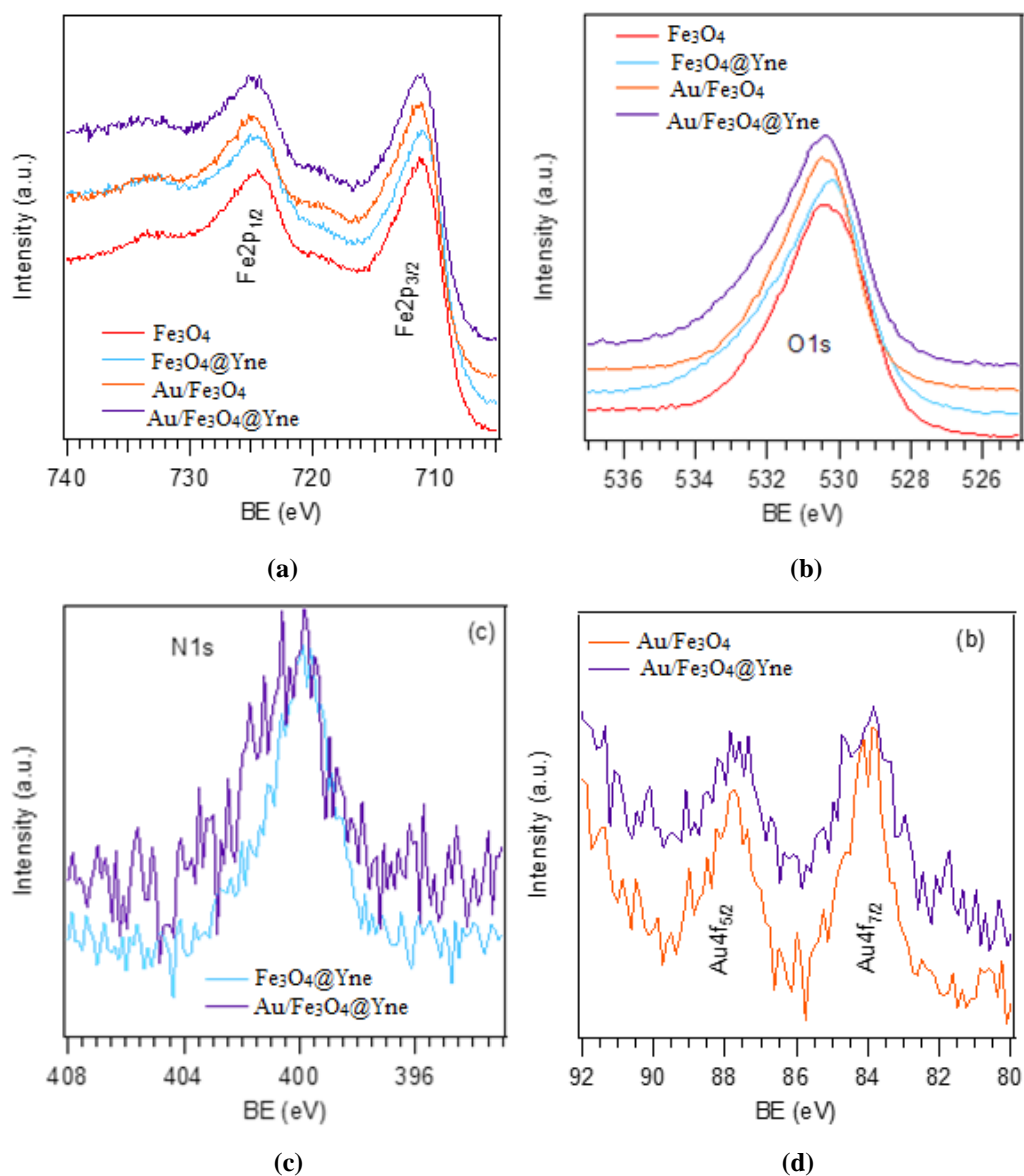 Intensity (a.u.)
Fe2p1/2
Fe2p3/2
Fe₃O₄
Fe₃O₄@Yne
Au/Fe₃O₄
Au/Fe₃O₄@Yne
740 730 720 710
BE (eV)
(a)
Fe₃O₄
Fe₃O₄@Yne
Au/Fe₃O₄
Au/Fe₃O₄@Yne
Intensity (a.u.)
O1s
536 534 532 530 528 526
BE (eV)
(b)
N1s
(c)
Intensity (a.u.)
Fe₃O₄@Yne
Au/Fe₃O₄@Yne
408 404 400 396
BE (eV)
(c)
Au/Fe₃O₄
Au/Fe₃O₄@Yne
(b)
Intensity (a.u.)
Au4f5/2
Au4f7/2
92 90 88 86 84 82 80
BE (eV)
(d)